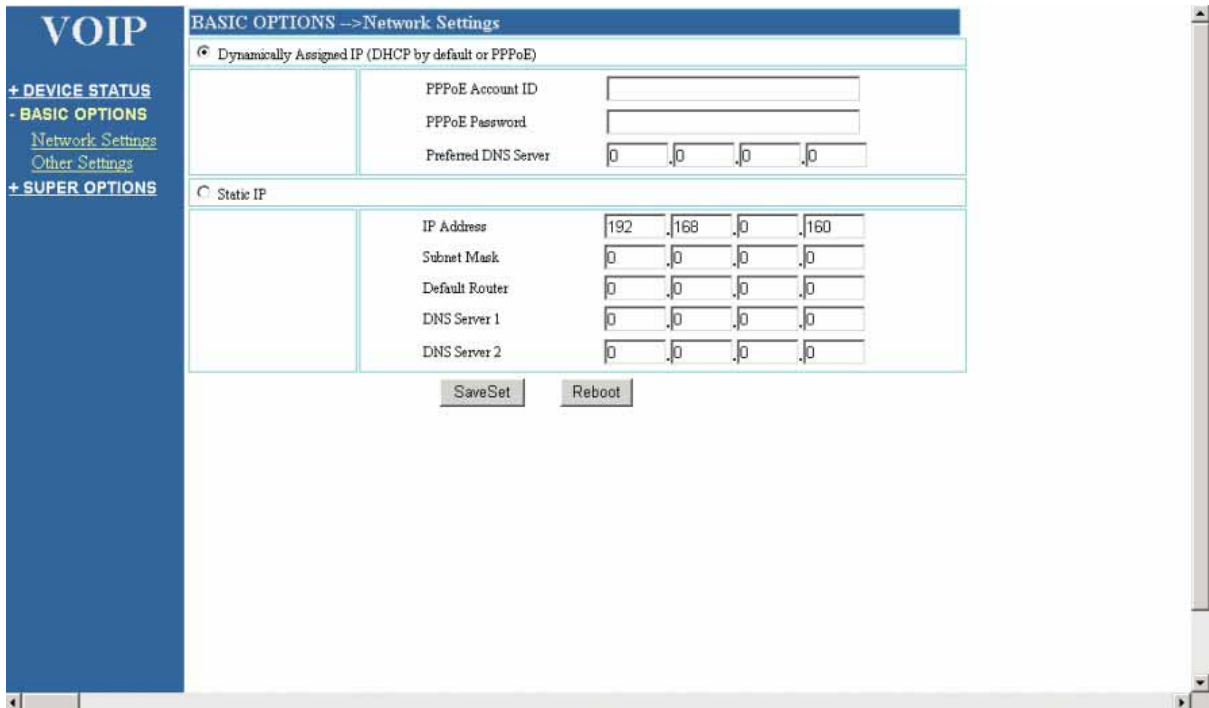 VOIP
+ DEVICE STATUS
- BASIC OPTIONS
Network Settings
Other Settings
+ SUPER OPTIONS
BASIC OPTIONS -->Network Settings
Dynamically Assigned IP (DHCP by default or PPPoE)
PPPoE Account ID
PPPoE Password
Preferred DNS Server 0 .0 .0 .0
Static IP
IP Address 192 .168 .0 .160
Subnet Mask 0 .0 .0 .0
Default Router 0 .0 .0 .0
DNS Server 1 0 .0 .0 .0
DNS Server 2 0 .0 .0 .0
SaveSet Reboot